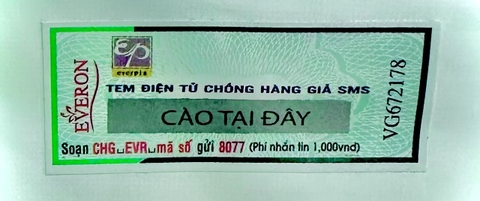 EVERON
everpia
TEM ĐIỆN TỬ CHỐNG HÀNG GIẢ SMS
CÀO TẠI ĐÂY
Soạn CHG␣EVR␣mã số gửi 8077 (Phí nhắn tin 1,000vnđ)
VG672178